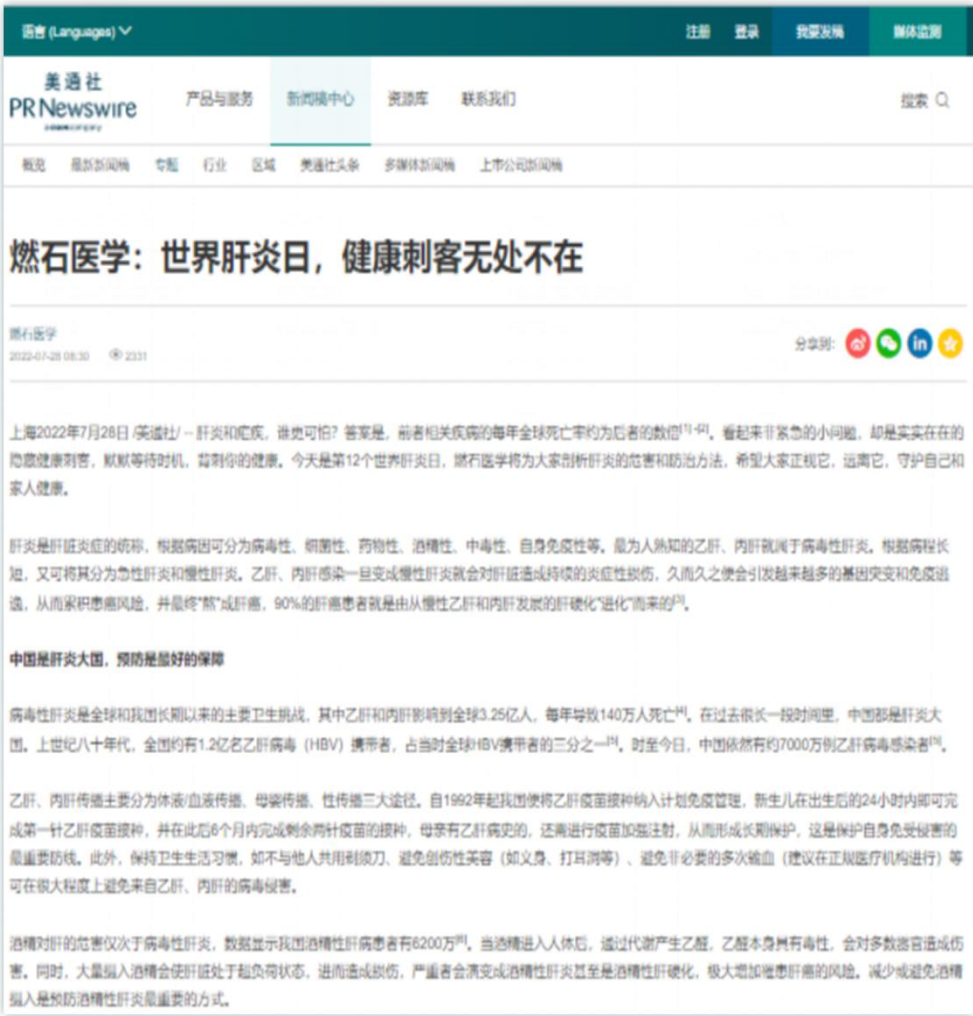 语言 (Languages)
注册 登录 我要发稿 媒体监测
美通社
PR Newswire
产品与服务 新闻稿中心 资源库 联系我们
搜索
概览 最新新闻稿 专题 行业 区域 美通社头条 多媒体新闻稿 上市公司新闻稿
燃石医学：世界肝炎日，健康刺客无处不在
燃石医学
2022-07-28 08:30 2331
分享到:
上海2022年7月28日 /美通社/ -- 肝炎和疟疾，谁更可怕？答案是，前者相关疾病的每年全球死亡率约为后者的数倍[1]-[2]。看起来非紧急的小问题，却是实实在在的
隐藏健康刺客，默默等待时机，背刺你的健康。今天是第12个世界肝炎日，燃石医学将为大家剖析肝炎的危害和防治方法，希望大家正视它，远离它，守护自己和
家人健康。
肝炎是肝脏炎症的统称，根据病因可分为病毒性、细菌性、药物性、酒精性、中毒性、自身免疫性等。最为人熟知的乙肝、丙肝就属于病毒性肝炎。根据病程长
短，又可将其分为急性肝炎和慢性肝炎。乙肝、丙肝感染一旦变成慢性肝炎就会对肝脏造成持续的炎症性损伤，久而久之便会引发越来越多的基因突变和免疫逃
逸，从而累积患癌风险，并最终"熬"成肝癌，90%的肝癌患者就是由从慢性乙肝和丙肝发展的肝硬化"进化"而来的[3]。
中国是肝炎大国，预防是最好的保障
病毒性肝炎是全球和我国长期以来的主要卫生挑战，其中乙肝和丙肝影响到全球3.25亿人，每年导致140万人死亡[4]。在过去很长一段时间里，中国都是肝炎大
国。上世纪八十年代，全国约有1.2亿名乙肝病毒（HBV）携带者，占当时全球HBV携带者的三分之一[5]。时至今日，中国依然有约7000万例乙肝病毒感染者[5]。
乙肝、丙肝传播主要分为体液/血液传播、母婴传播、性传播三大途径。自1992年起我国便将乙肝疫苗接种纳入计划免疫管理，新生儿在出生后的24小时内即可完
成第一针乙肝疫苗接种，并在此后6个月内完成剩余两针疫苗的接种，母亲有乙肝病史的，还需进行疫苗加强注射，从而形成长期保护，这是保护自身免受侵害的
最重要防线。此外，保持卫生生活习惯，如不与他人共用剃须刀、避免创伤性美容（如文身、打耳洞等）、避免非必要的多次输血（建议在正规医疗机构进行）等
可在很大程度上避免来自乙肝、丙肝的病毒侵害。
酒精对肝的危害仅次于病毒性肝炎，数据显示我国酒精性肝病患者有6200万[6]。当酒精进入人体后，通过代谢产生乙醛，乙醛本身具有毒性，会对多数器官造成伤
害。同时，大量摄入酒精会使肝脏处于超负荷状态，进而造成损伤，严重者会演变成酒精性肝炎甚至是酒精性肝硬化，极大增加罹患肝癌的风险。减少或避免酒精
摄入是预防酒精性肝炎最重要的方式。